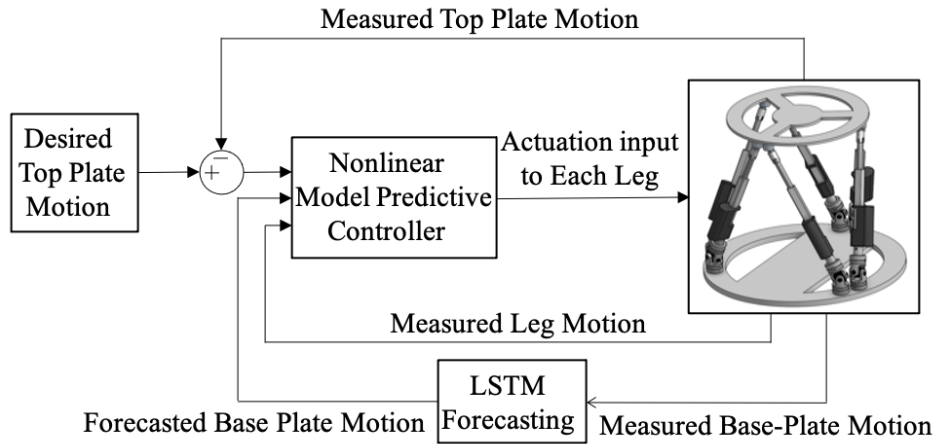 Measured Top Plate Motion
Desired
Top Plate
Motion
−
+
Nonlinear
Model Predictive
Controller
Actuation input
to Each Leg
Measured Leg Motion
LSTM
Forecasting
Forecasted Base Plate Motion
Measured Base-Plate Motion